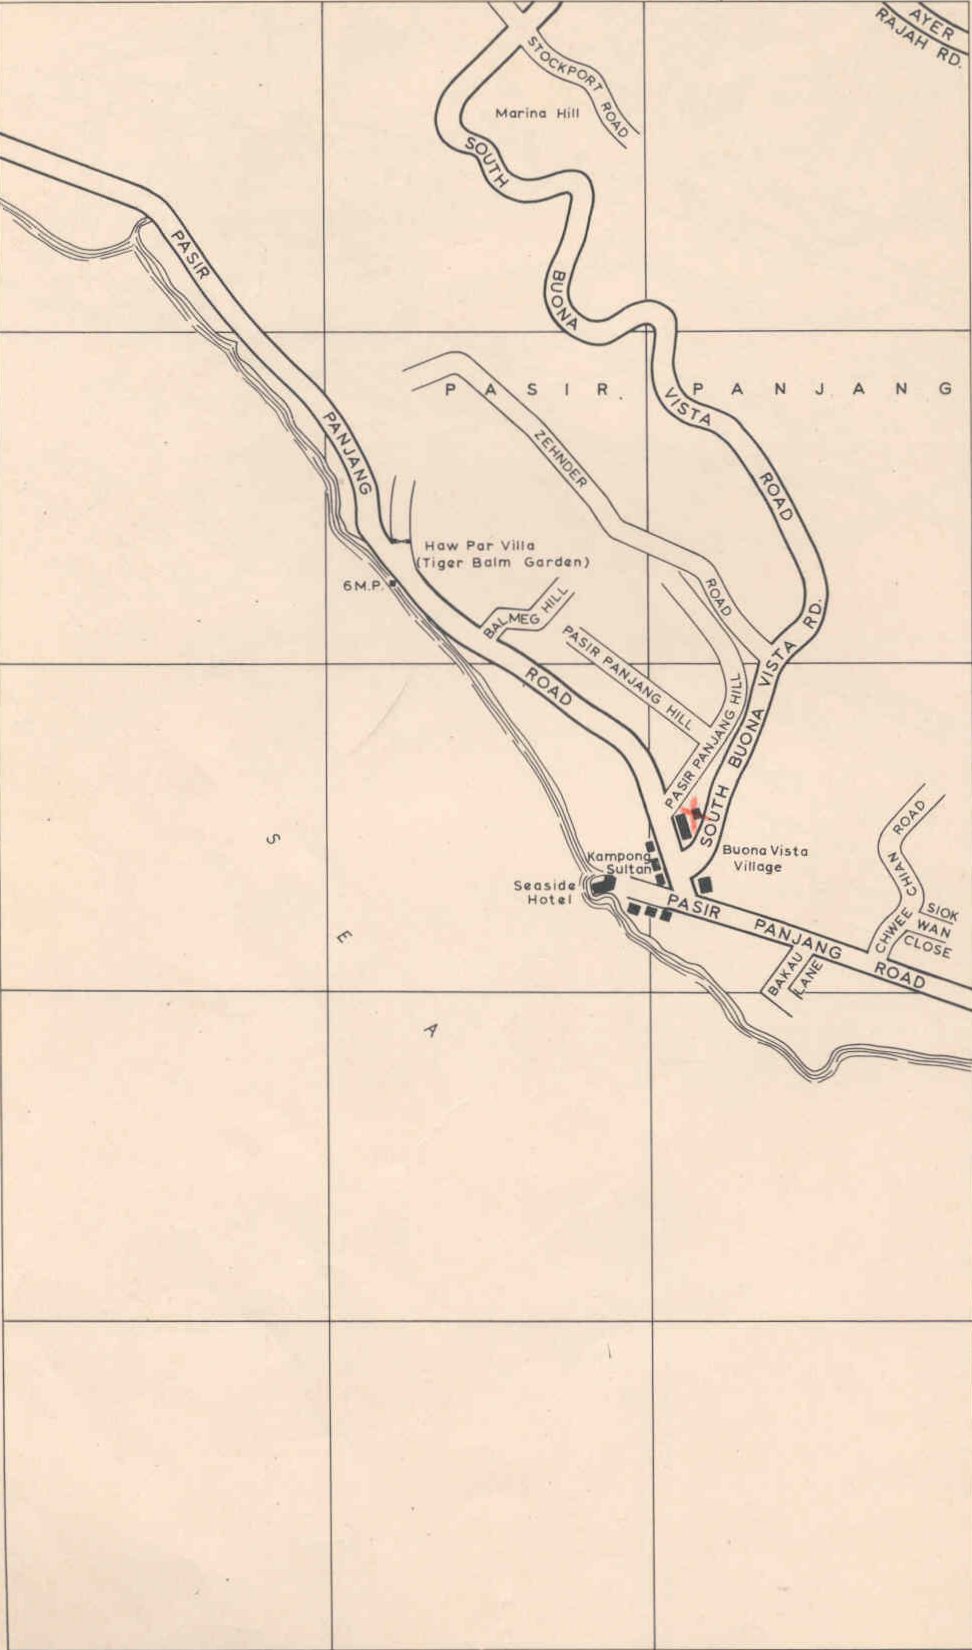 AYER
RAJAH RD.
STOCKPORT ROAD
Marina Hill
SOUTH
PASIR
BUONA
PASIR. PANJANG
VISTA
PANJANG
ZEHNDER
ROAD
Haw Par Villa
(Tiger Balm Garden)
6M.P.
ROAD
BALMEG HILL
VISTA RD.
PASIR PANJANG HILL
ROAD
PASIR PANJANG HILL
SOUTH BUONA
S
ROAD
Kampong
Sultan
Buona Vista
Village
Seaside
Hotel
CHWEE CHIAN
PASIR
SIOK
WAN
CLOSE
E
PANJANG
BAKAU
LANE
ROAD
A